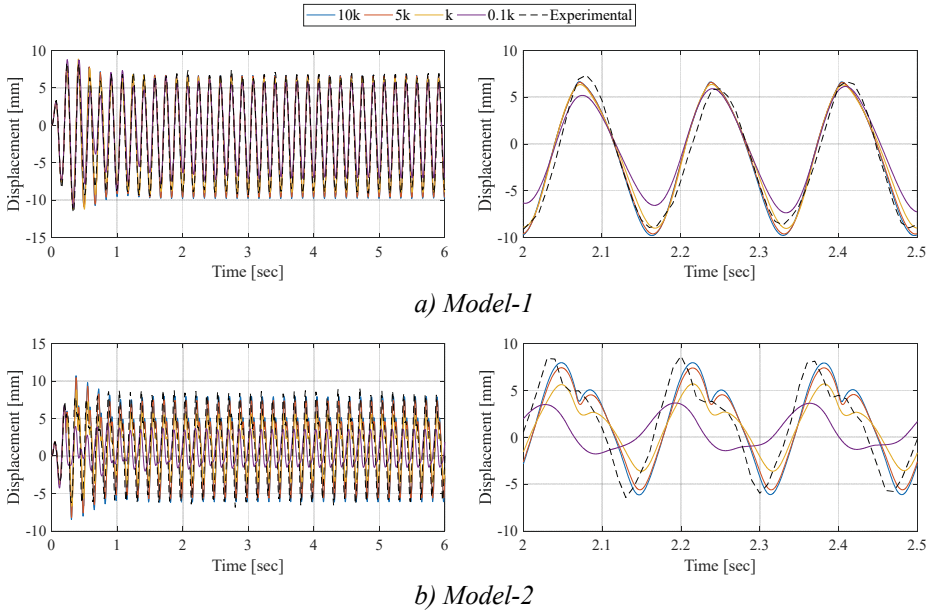 10k 5k k 0.1k Experimental
10
5
0
-5
-10
-15
0 1 2 3 4 5 6
Displacement [mm]
Time [sec]
10
5
0
-5
-10
2 2.1 2.2 2.3 2.4 2.5
Displacement [mm]
Time [sec]
a) Model-1
15
10
5
0
-5
-10
0 1 2 3 4 5 6
Displacement [mm]
Time [sec]
10
5
0
-5
-10
2 2.1 2.2 2.3 2.4 2.5
Displacement [mm]
Time [sec]
b) Model-2